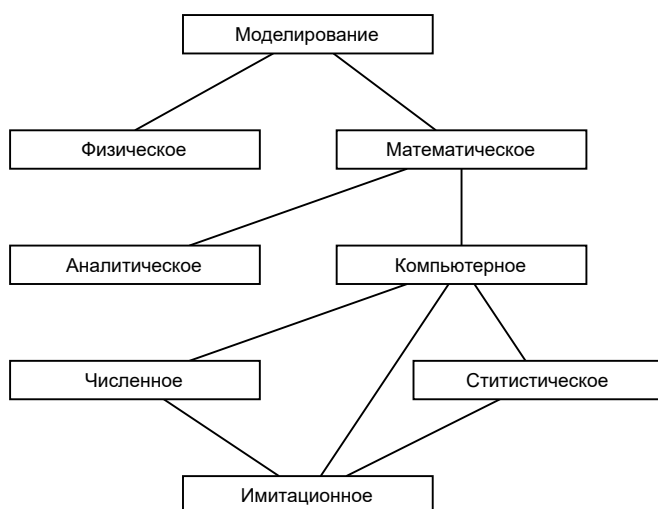 Моделирование
Физическое
Математическое
Аналитическое
Компьютерное
Численное
Ститистическое
Имитационное